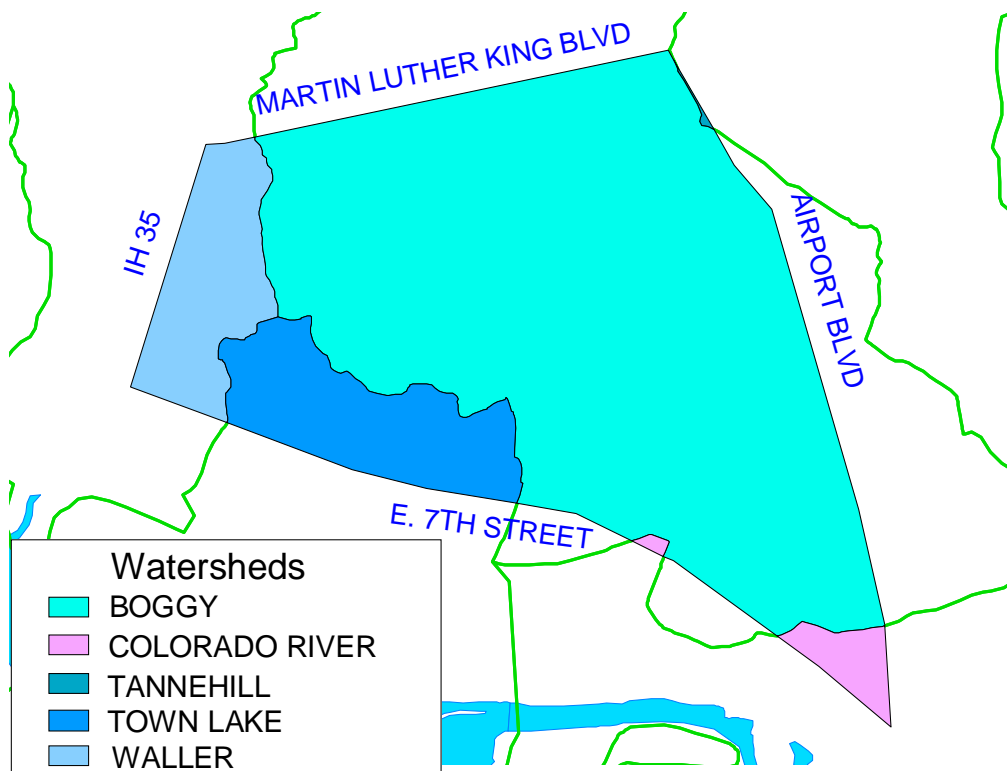 MARTIN LUTHER KING BLVD
IH 35
AIRPORT BLVD
E. 7TH STREET
Watersheds
BOGGY
COLORADO RIVER
TANNEHILL
TOWN LAKE
WALLER